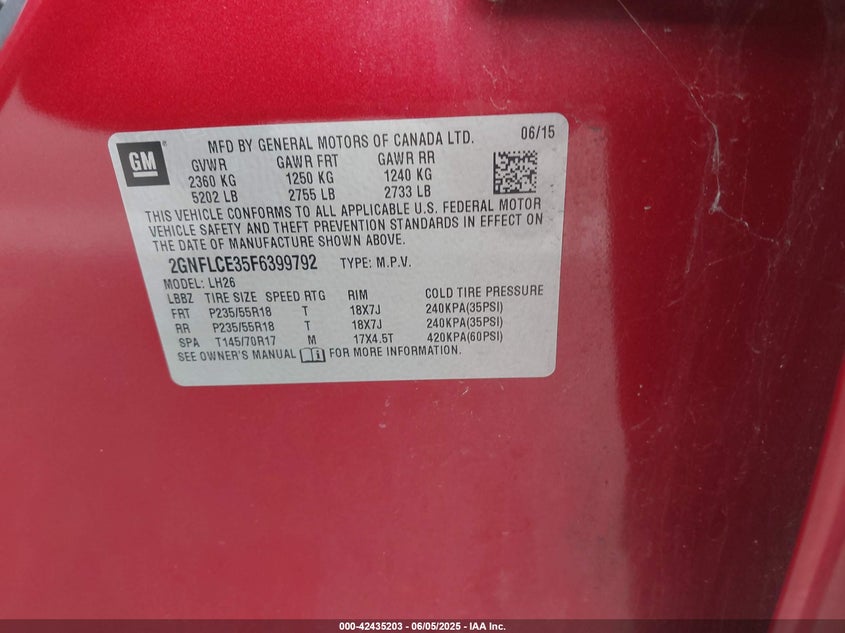 GM
MFD BY GENERAL MOTORS OF CANADA LTD. 06/15
GVWR GAWR FRT GAWR RR
2360 KG 1250 KG 1240 KG
5202 LB 2755 LB 2733 LB
THIS VEHICLE CONFORMS TO ALL APPLICABLE U.S. FEDERAL MOTOR
VEHICLE SAFETY AND THEFT PREVENTION STANDARDS IN EFFECT ON
THE DATE OF MANUFACTURE SHOWN ABOVE.
2GNFLCE35F6399792 TYPE: M.P.V.
MODEL: LH26
LBBZ TIRE SIZE SPEED RTG RIM COLD TIRE PRESSURE
FRT P235/55R18 T 18X7J 240KPA(35PSI)
RR P235/55R18 T 18X7J 240KPA(35PSI)
SPA T145/70R17 M 17X4.5T 420KPA(60PSI)
SEE OWNER'S MANUAL FOR MORE INFORMATION.
000-42435203 - 06/05/2025 - IAA Inc.